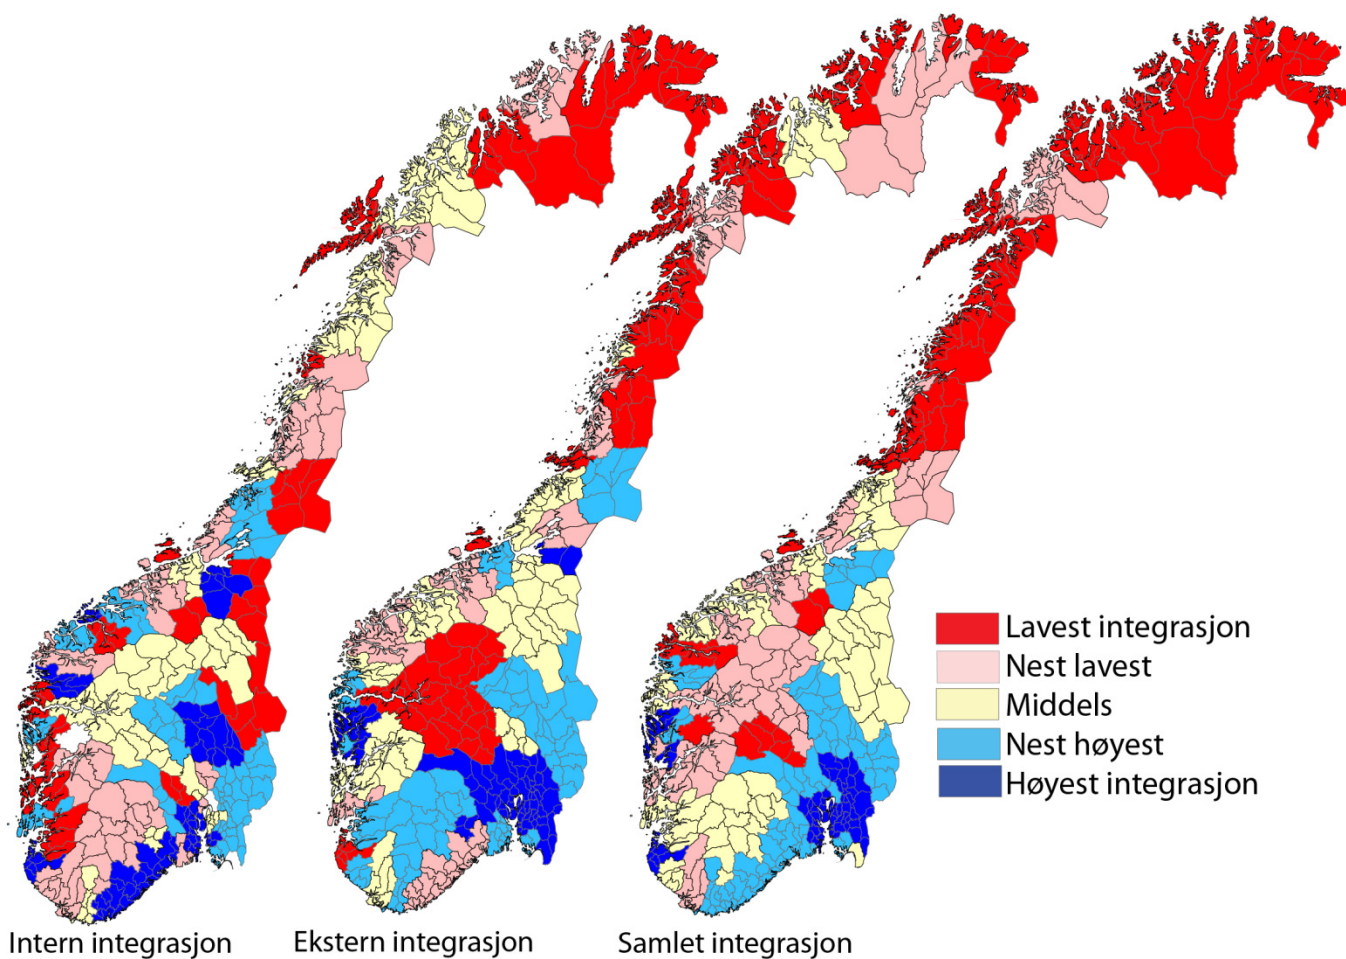 Lavest integrasjon
Nest lavest
Middels
Nest høyest
Høyest integrasjon
Intern integrasjon
Ekstern integrasjon
Samlet integrasjon